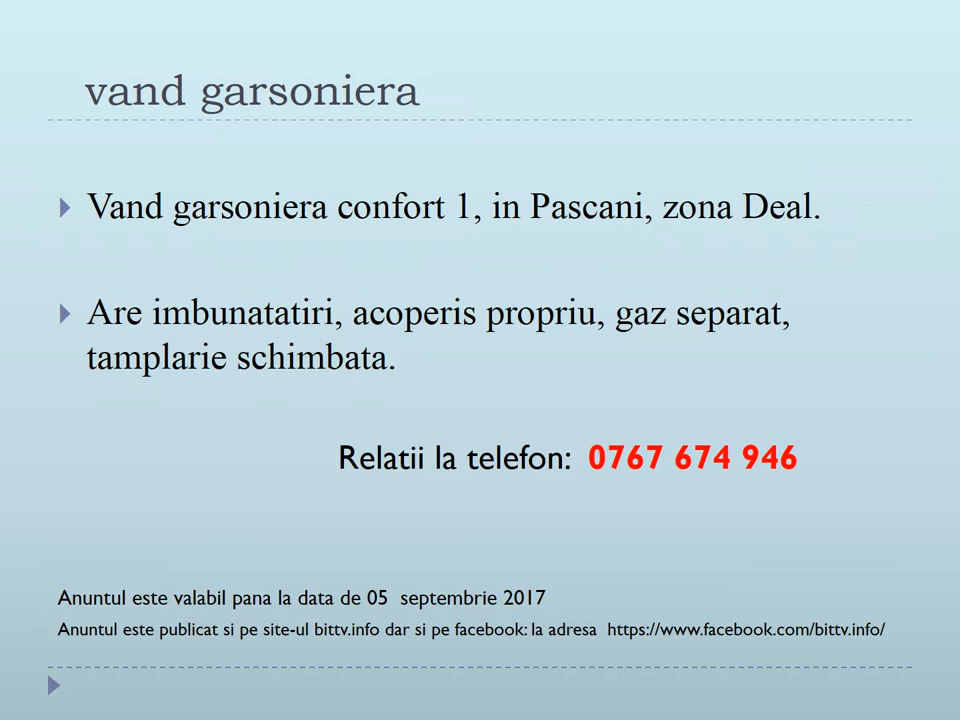 vand garsoniera
Vand garsoniera confort 1, in Pascani, zona Deal.
Are imbunatatiri, acoperis propriu, gaz separat,
tamplarie schimbata.
Relatii la telefon: 0767 674 946
Anuntul este valabil pana la data de 05 septembrie 2017
Anuntul este publicat si pe site-ul bittv.info dar si pe facebook: la adresa https://www.facebook.com/bittv.info/